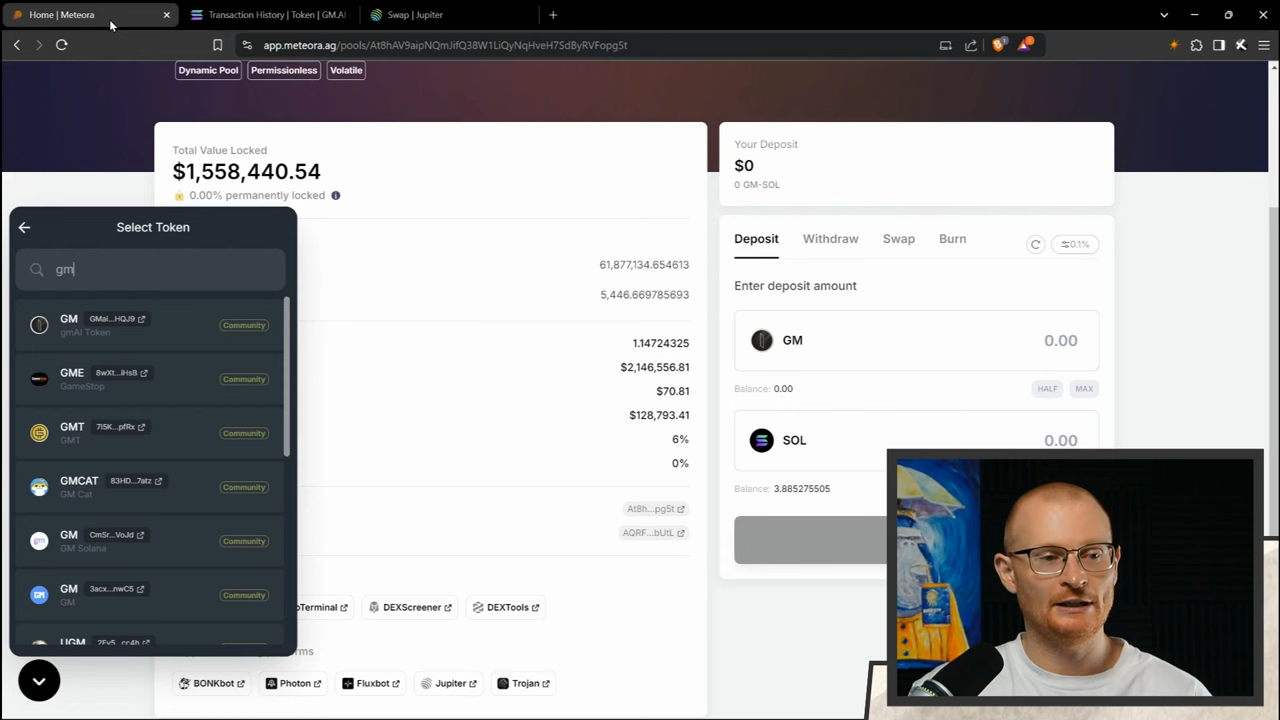 Home | Meteora
Transaction History | Token | GM.AI
Swap | Jupiter
app.meteora.ag/pools/At8hAV9aipNQmJifQ38W1LiQyNqHveH7SdByRVFopg5t
Dynamic Pool
Permissionless
Volatile
Total Value Locked
$1,558,440.54
0.00% permanently locked
61,877,134.654613
5,446.669785693
1.14724325
$2,146,556.81
$70.81
$128,793.41
6%
0%
At8h...pg5t
AQRF...bUtL
oTerminal
DEXScreener
DEXTools
rms
BONKbot
Photon
Fluxbot
Jupiter
Trojan
Select Token
gm
GM GMai...HQJ9
gmAI Token
Community
GME 8wXt...iHsB
GameStop
Community
GMT 7i5K...pfRx
GMT
Community
GMCAT 83HD...7atz
GM Cat
Community
GM CmSr...VoJd
GM Solana
Community
GM 3acx...nwC5
GM
Community
UGM 2Fy5...cc4h
Your Deposit
$0
0 GM-SOL
Deposit
Withdraw
Swap
Burn
0.1%
Enter deposit amount
GM
0.00
Balance: 0.00
HALF
MAX
SOL
0.00
Balance: 3.885275505